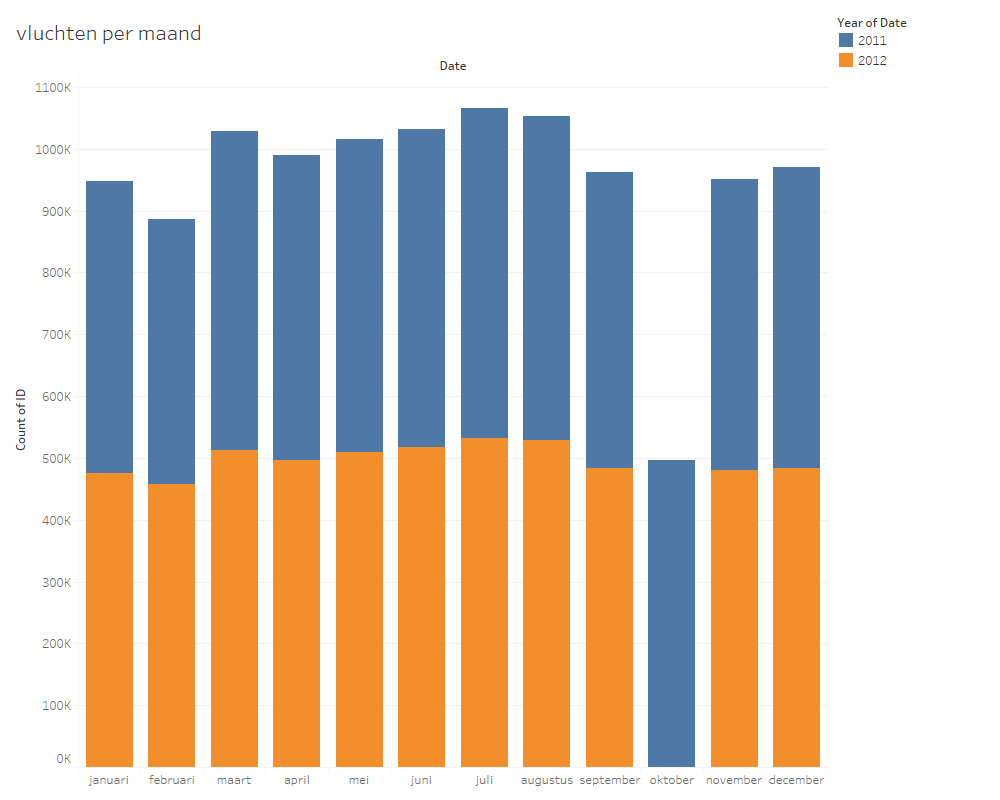 vluchten per maand
Year of Date
2011
2012
Date
1100K
1000K
900K
800K
700K
600K
500K
400K
300K
200K
100K
0K
Count of ID
januari februari maart april mei juni juli augustus september oktober november december